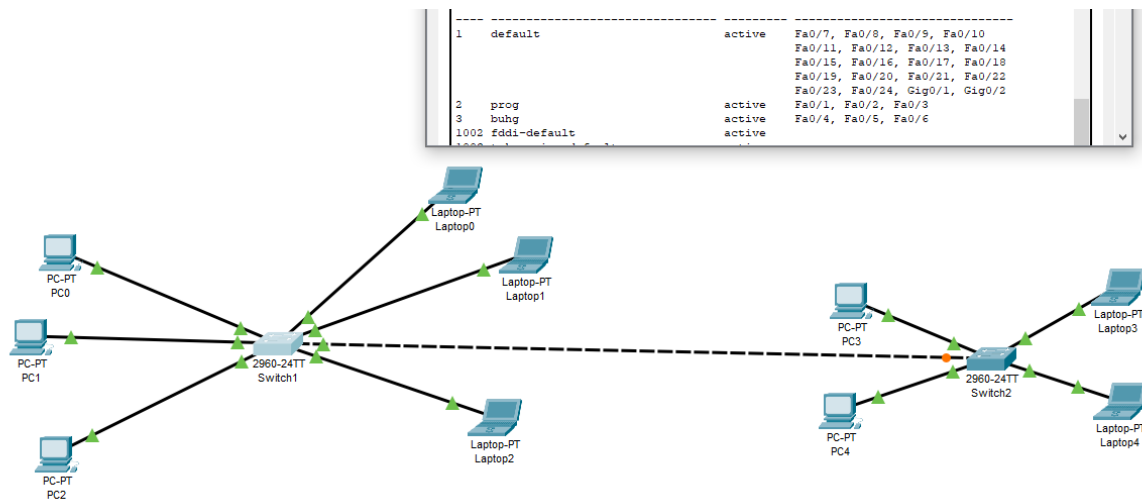 ---- -------------------------------- --------- -------------------------------
1 default active Fa0/7, Fa0/8, Fa0/9, Fa0/10
Fa0/11, Fa0/12, Fa0/13, Fa0/14
Fa0/15, Fa0/16, Fa0/17, Fa0/18
Fa0/19, Fa0/20, Fa0/21, Fa0/22
Fa0/23, Fa0/24, Gig0/1, Gig0/2
2 prog active Fa0/1, Fa0/2, Fa0/3
3 buhg active Fa0/4, Fa0/5, Fa0/6
1002 fddi-default active
Laptop-PT
Laptop0
PC-PT
PC0
Laptop-PT
Laptop1
PC-PT
PC1
2960-24TT
Switch1
Laptop-PT
Laptop2
PC-PT
PC2
PC-PT
PC3
Laptop-PT
Laptop3
2960-24TT
Switch2
PC-PT
PC4
Laptop-PT
Laptop4